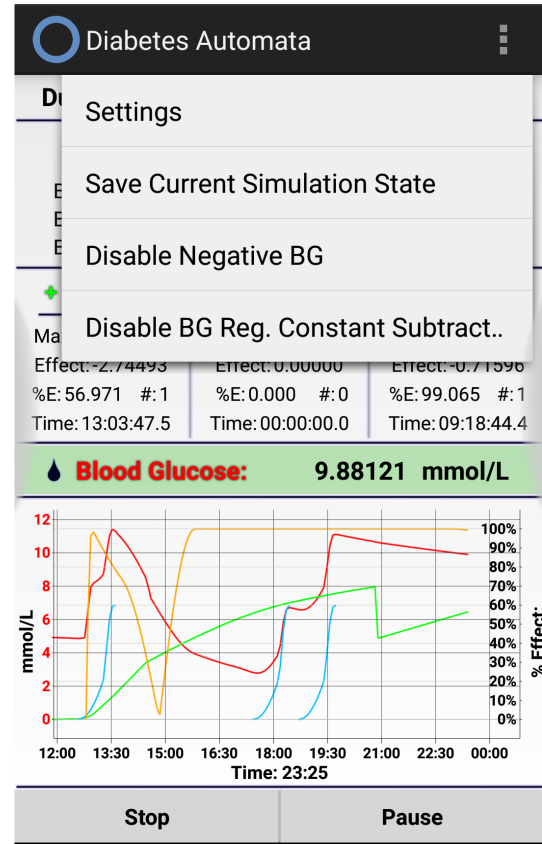 Diabetes Automata
Settings
Save Current Simulation State
Disable Negative BG
Disable BG Reg. Constant Subtract..
Effect: -2.74493 Effect: 0.00000 Effect: -0.71596
%E: 56.971 #: 1 %E: 0.000 #: 0 %E: 99.065 #: 1
Time: 13:03:47.5 Time: 00:00:00.0 Time: 09:18:44.4
Blood Glucose: 9.88121 mmol/L
12 100%
90%
10 80%
8 70%
60%
6 50%
4 40%
30%
2 20%
10%
0 0%
mmol/L
% Effect:
12:00 13:30 15:00 16:30 18:00 19:30 21:00 22:30 00:00
Time: 23:25
Stop Pause